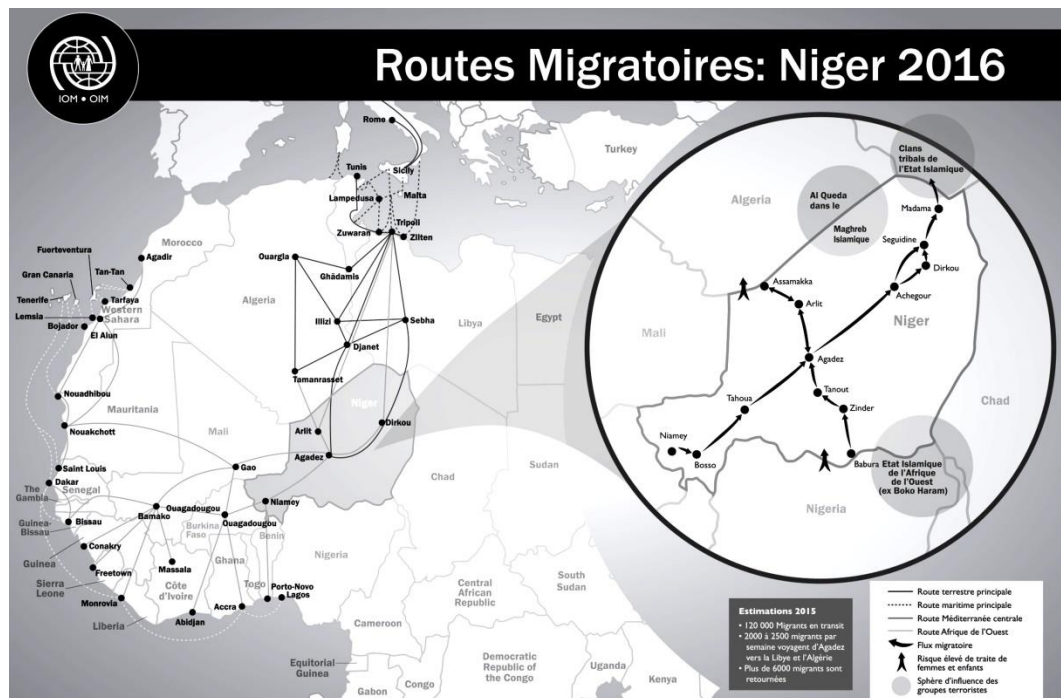 IOM • OIM
Routes Migratoires: Niger 2016
Rome
Turkey
Tunis
Sicily
Lampedusa
Malta
Tripoli
Zuwaran
Zliten
Morocco
Agadir
Fuerteventura
Gran Canaria
Tan-Tan
Tenerife
Tarfaya
Western
Sahara
Lemsia
Bojador
El Alun
Ouargla
Ghādamis
Algeria
Libya
Egypt
Illizi
Sebha
Djanet
Tamanrasset
Nouadhibou
Mauritania
Nouakchott
Mali
Niger
Arlit
Dirkou
Agadez
Gao
Chad
Sudan
Saint Louis
Dakar
Senegal
The
Gambia
Guinea-
Bissau
Bissau
Ouagadougou
Bamako
Burkina
Faso
Ouagadougou
Niamey
Benin
Guinea
Conakry
Freetown
Sierra
Leone
Massala
Côte
d'Ivoire
Ghana
Togo
Nigeria
Porto-Novo
Lagos
Monrovia
Liberia
Abidjan
Accra
Central
African
Republic
South
Sudan
Cameroon
Equitorial
Guinea
Gabon
Congo
Democratic
Republic of
the Congo
Uganda
Kenya
Clans
tribals de
l'Etat Islamique
Algeria
Al Queda
dans le
Maghreb
Islamique
Madama
Seguidine
Dirkou
Assamakka
Arlit
Achegour
Mali
Niger
Agadez
Tanout
Chad
Tahoua
Zinder
Niamey
Bosso
Babura
Etat Islamique
de l'Afrique
de l'Ouest
(ex Boko Haram)
Nigeria
Estimations 2015
• 120 000 Migrants en transit
• 2000 à 2500 migrants par
semaine voyagent d'Agadez
vers la Libye et l'Algérie
• Plus de 6000 migrants sont
retournées
Route terrestre principale
Route maritime principale
Route Méditerranée centrale
Route Afrique de l'Ouest
Flux migratoire
Risque élevé de traite de
femmes et enfants
Sphère d'influence des
groupes terroristes